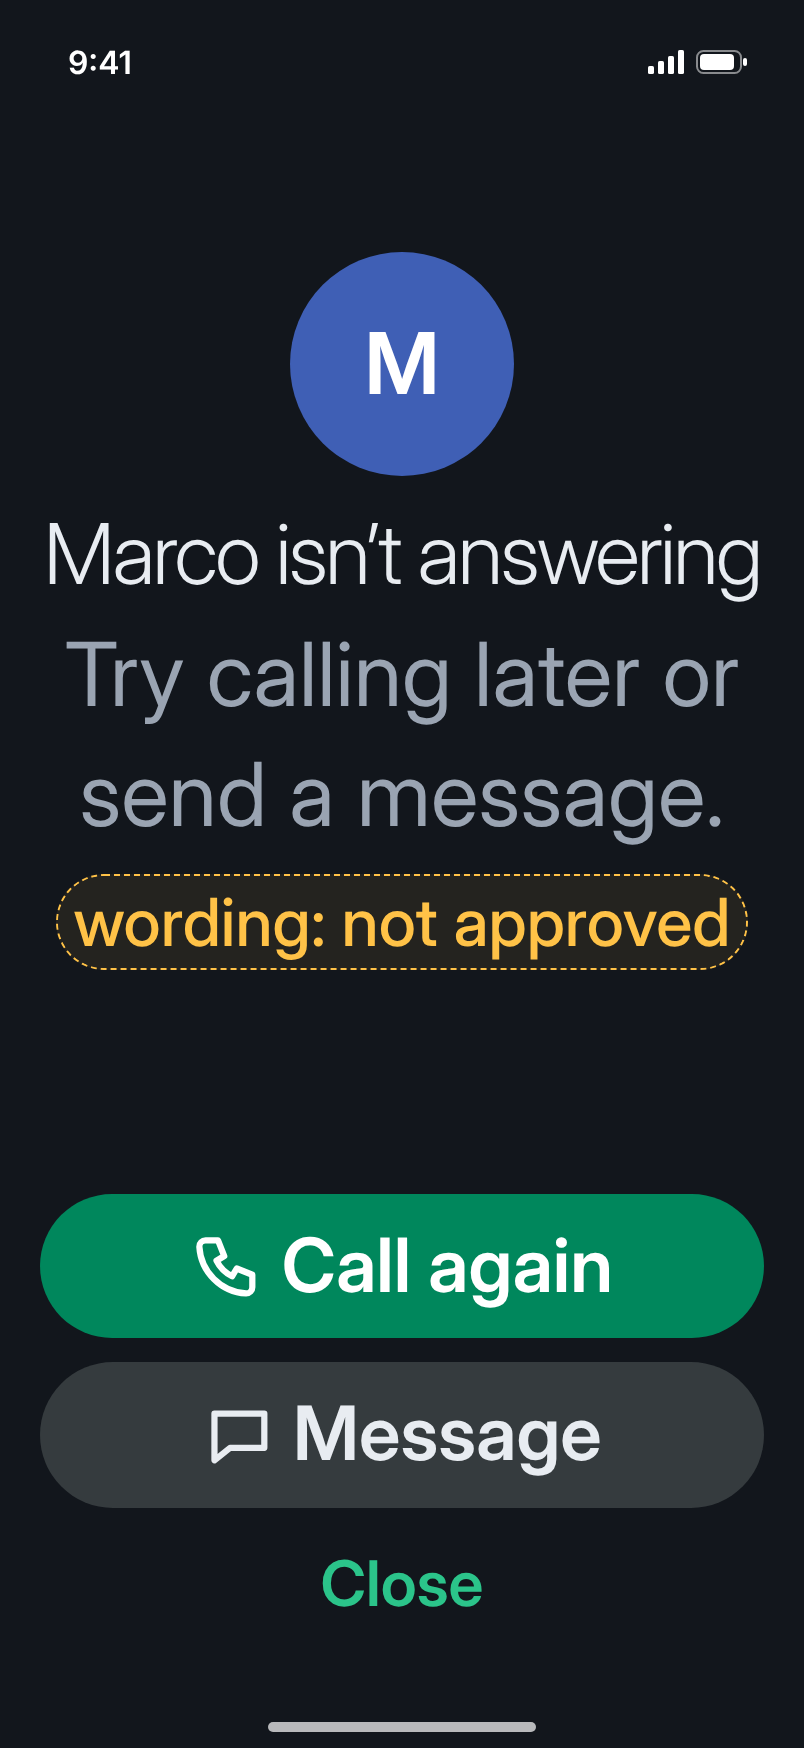 9:41
M
Marco isn’t answering
Try calling later or
send a message.
wording: not approved
Call again
Message
Close